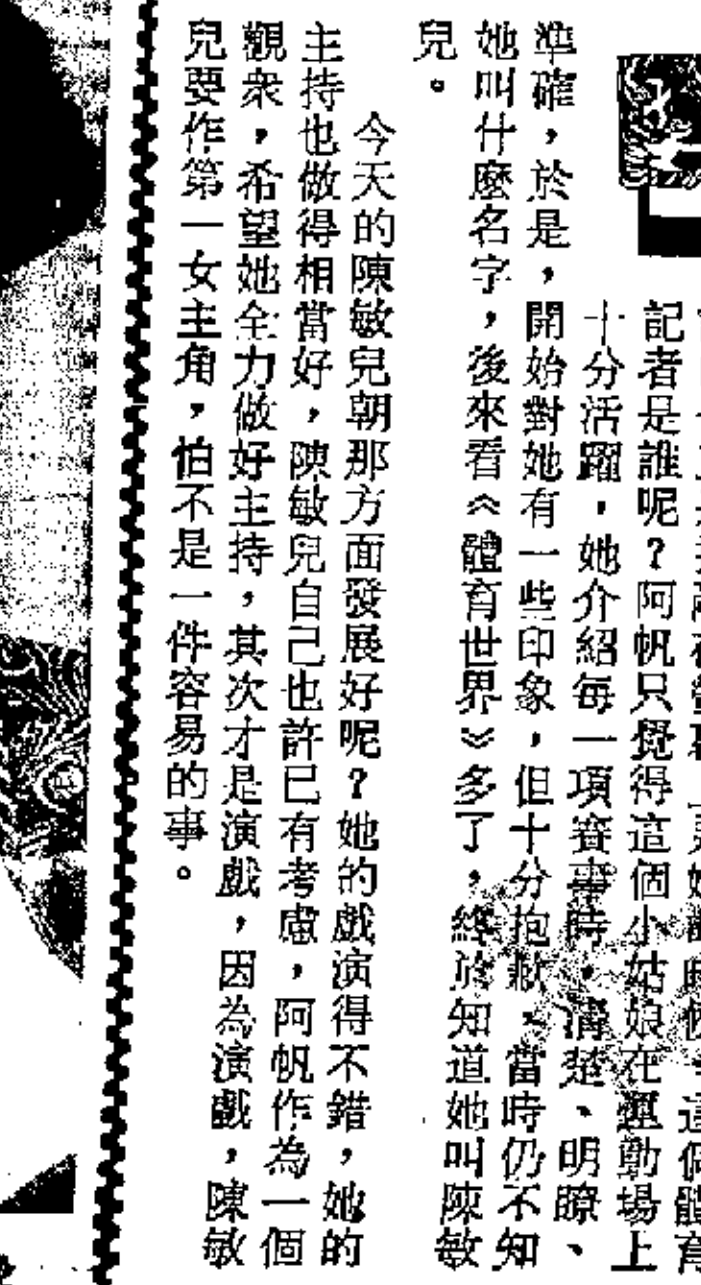 記者是誰呢？阿帆只覺得這個小姑娘在運動場上
十分活躍，她介紹每一項賽事時，清楚、明瞭、
準確，於是，開始對她有一些印象，但十分抱歉，當時仍不知
她叫什麼名字，後來看《體育世界》多了，終於知道她叫陳敏
兒。
今天的陳敏兒朝那方面發展好呢？她的戲演得不錯，她的
主持也做得相當好，陳敏兒自己也許已有考慮，阿帆作為一個
觀衆，希望她全力做好主持，其次才是演戲，因為演戲，陳敏
兒要作第一女主角，怕不是一件容易的事。